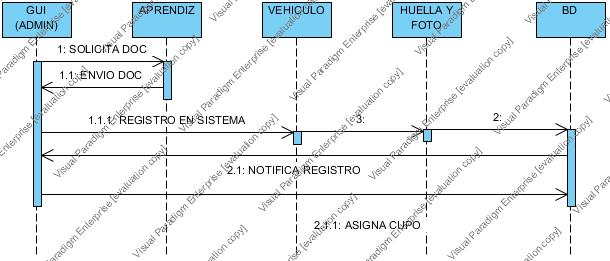 GUI
(ADMIN)
APRENDIZ
VEHICULO
HUELLA Y
FOTO
BD
1: SOLICITA DOC
1.1: ENVIO DOC
1.1.1: REGISTRO EN SISTEMA
3:
2:
2.1: NOTIFICA REGISTRO
2.1.1: ASIGNA CUPO
Visual Paradigm Enterprise [evaluation copy]